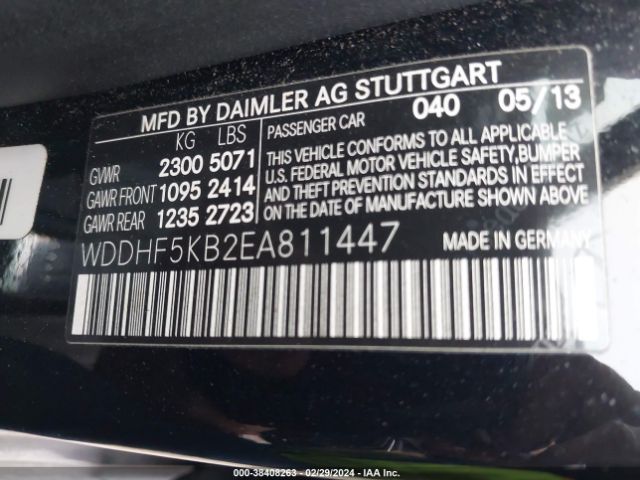 MFD BY DAIMLER AG STUTTGART
KG LBS
GVWR 2300 5071
GAWR FRONT 1095 2414
GAWR REAR 1235 2723
PASSENGER CAR 040 05/13
THIS VEHICLE CONFORMS TO ALL APPLICABLE
U.S. FEDERAL MOTOR VEHICLE SAFETY, BUMPER
AND THEFT PREVENTION STANDARDS IN EFFECT
ON THE DATE OF MANUFACTURE SHOWN ABOVE.
WDDHF5KB2EA811447 MADE IN GERMANY
000-38408263 - 02/29/2024 - IAA Inc.